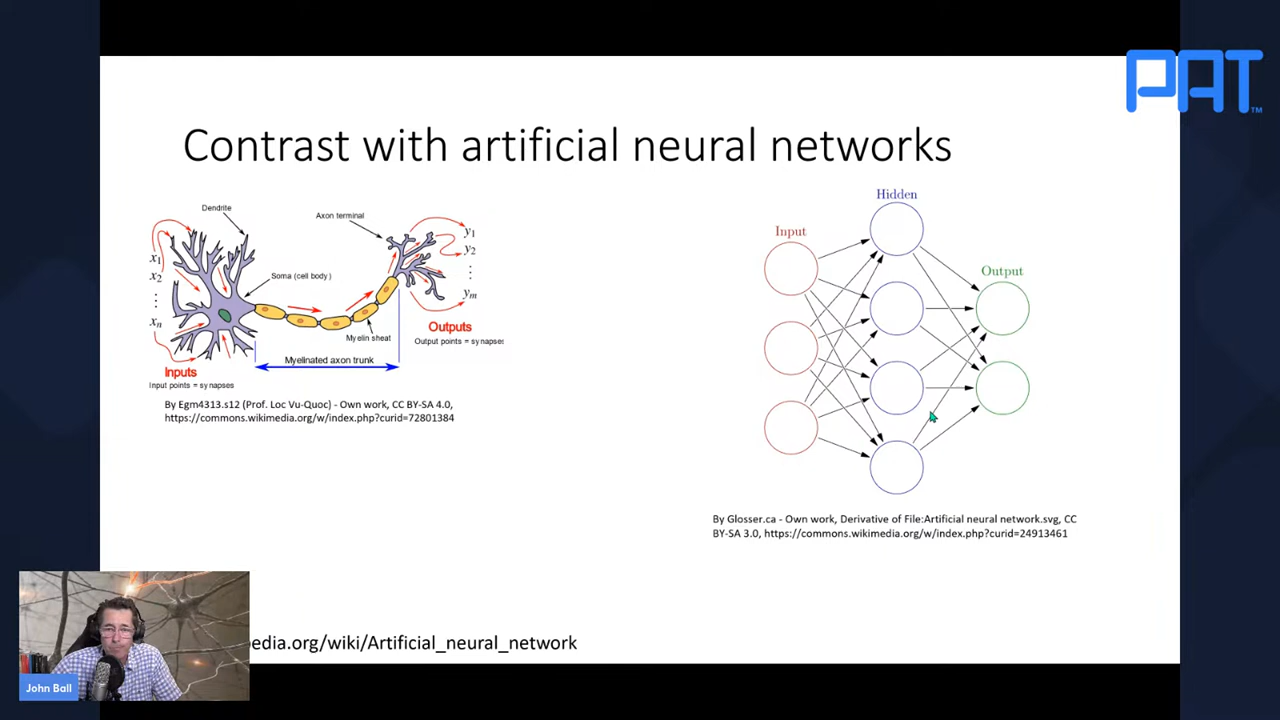 PAT™
Contrast with artificial neural networks
Dendrite
Axon terminal
x1
x2
⋮
xn
Soma (cell body)
y1
y2
⋮
ym
Myelin sheat
Myelinated axon trunk
Inputs
Input points = synapses
Outputs
Output points = synapses
By Egm4313.s12 (Prof. Loc Vu-Quoc) - Own work, CC BY-SA 4.0,
https://commons.wikimedia.org/w/index.php?curid=72801384
Hidden
Input
Output
By Glosser.ca - Own work, Derivative of File:Artificial neural network.svg, CC
BY-SA 3.0, https://commons.wikimedia.org/w/index.php?curid=24913461
edia.org/wiki/Artificial_neural_network
John Ball